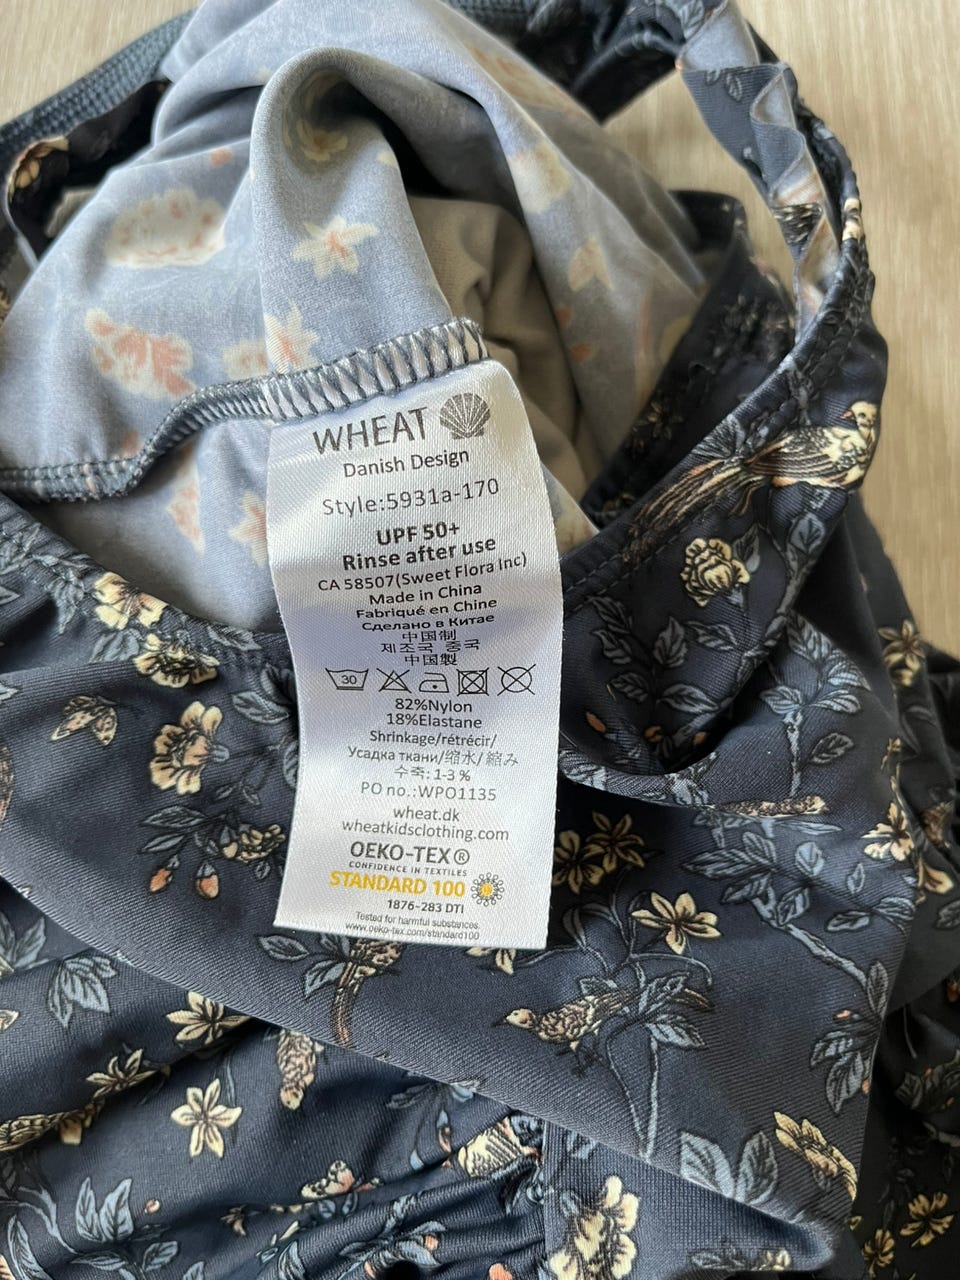 WHEAT
Danish Design
Style:5931a-170
UPF 50+
Rinse after use
CA 58507(Sweet Flora Inc)
Made in China
Fabriqué en Chine
Сделано в Китае
中国制
제조국 중국
中国製
30
82%Nylon
18%Elastane
Shrinkage/rétrécir/
Усадка ткани/缩水/縮み
수축: 1-3 %
PO no.:WPO1135
wheat.dk
wheatkidsclothing.com
OEKO-TEX®
CONFIDENCE IN TEXTILES
STANDARD 100
1876-283 DTI
Tested for harmful substances.
www.oeko-tex.com/standard100